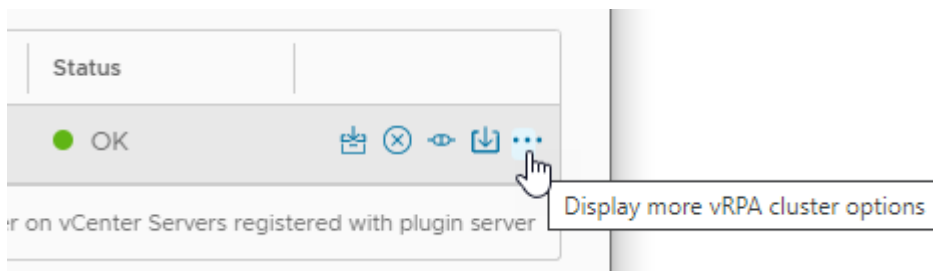 Status
OK
Display more vRPA cluster options
r on vCenter Servers registered with plugin server